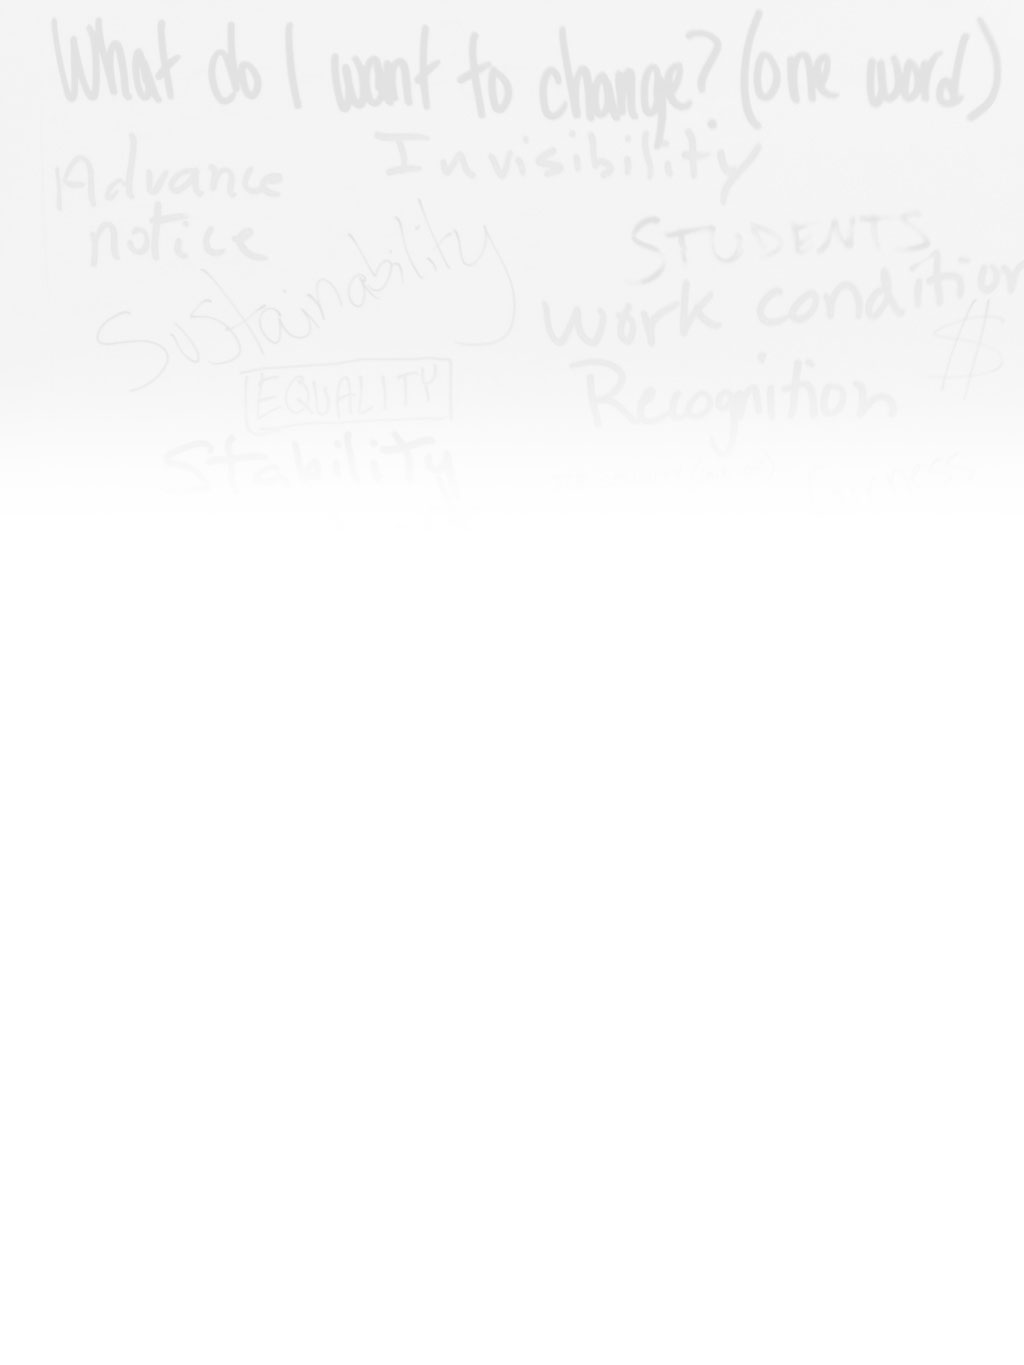 What do I want to change? (one word)
Advance
notice
Invisibility
Sustainability
STUDENTS
Work condition
$
EQUALITY
Recognition
Stability